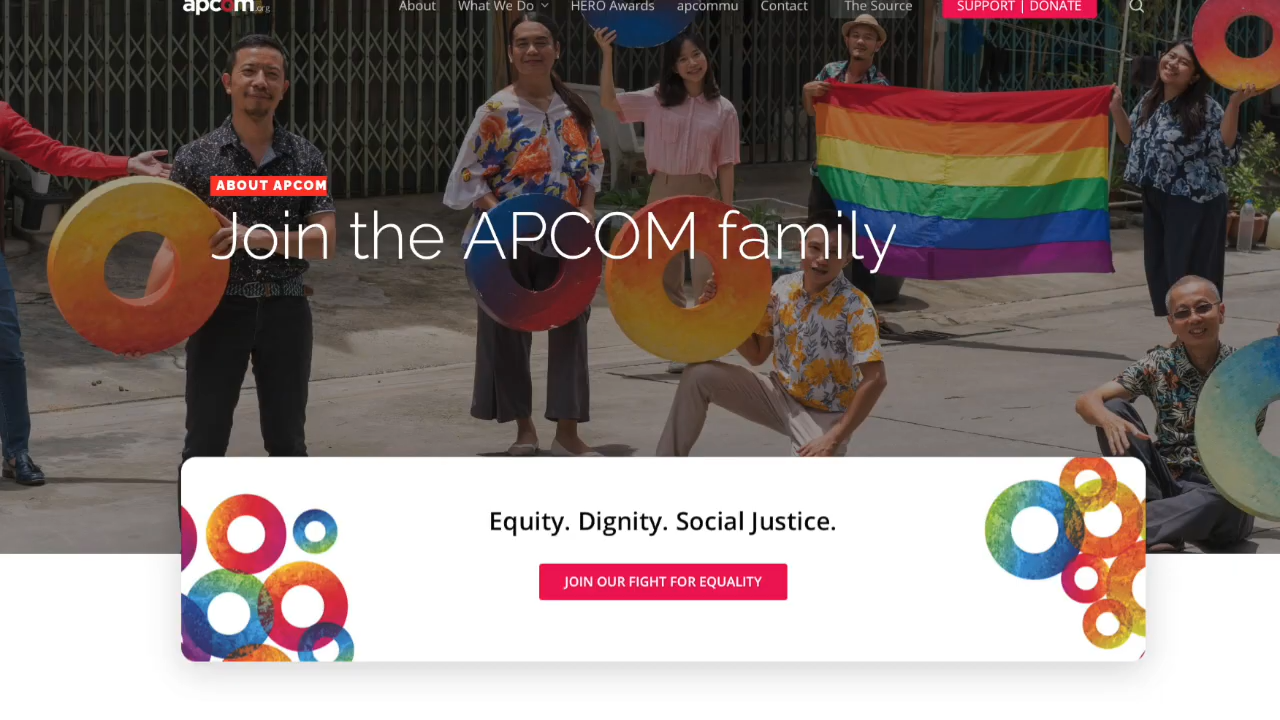 apcom.org
About
What We Do
HERO Awards
apcommu
Contact
The Source
SUPPORT | DONATE
ABOUT APCOM
Join the APCOM family
Equity. Dignity. Social Justice.
JOIN OUR FIGHT FOR EQUALITY